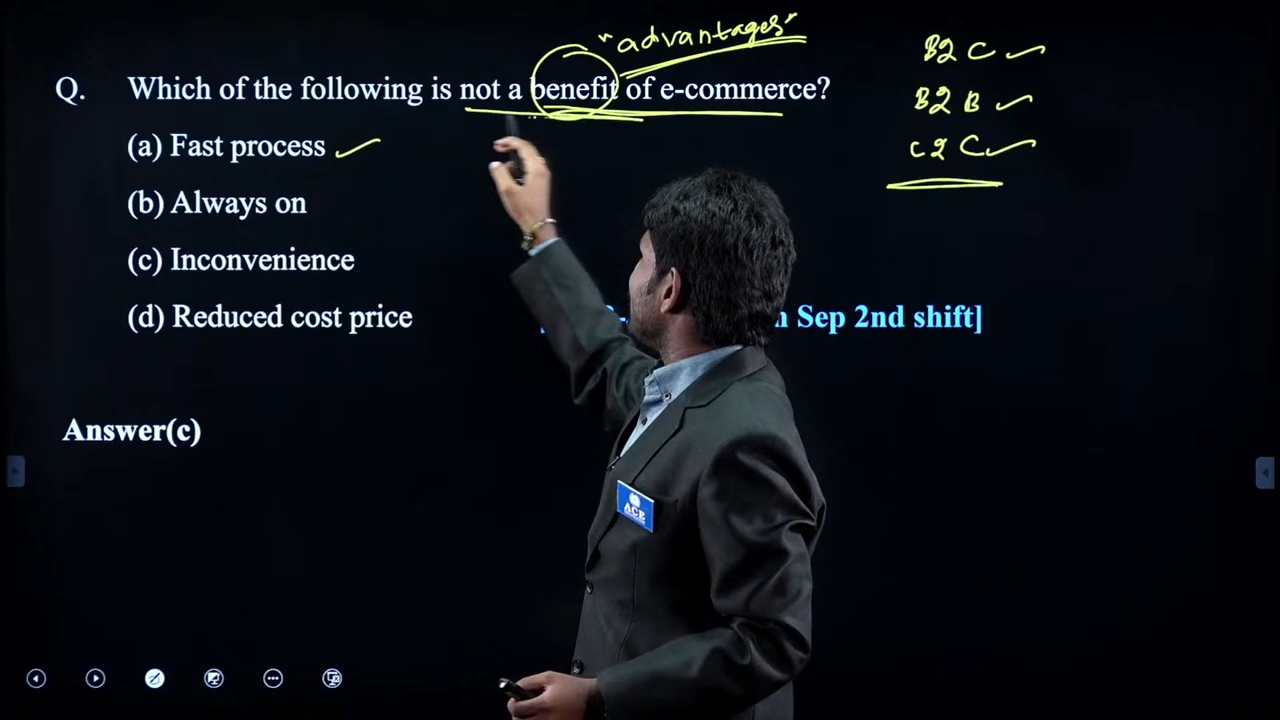 "advantages"
B2C
Q. Which of the following is not a benefit of e-commerce?
B2B
(a) Fast process
C2C
(b) Always on
(c) Inconvenience
(d) Reduced cost price
Sep 2nd shift]
Answer(c)
ACE